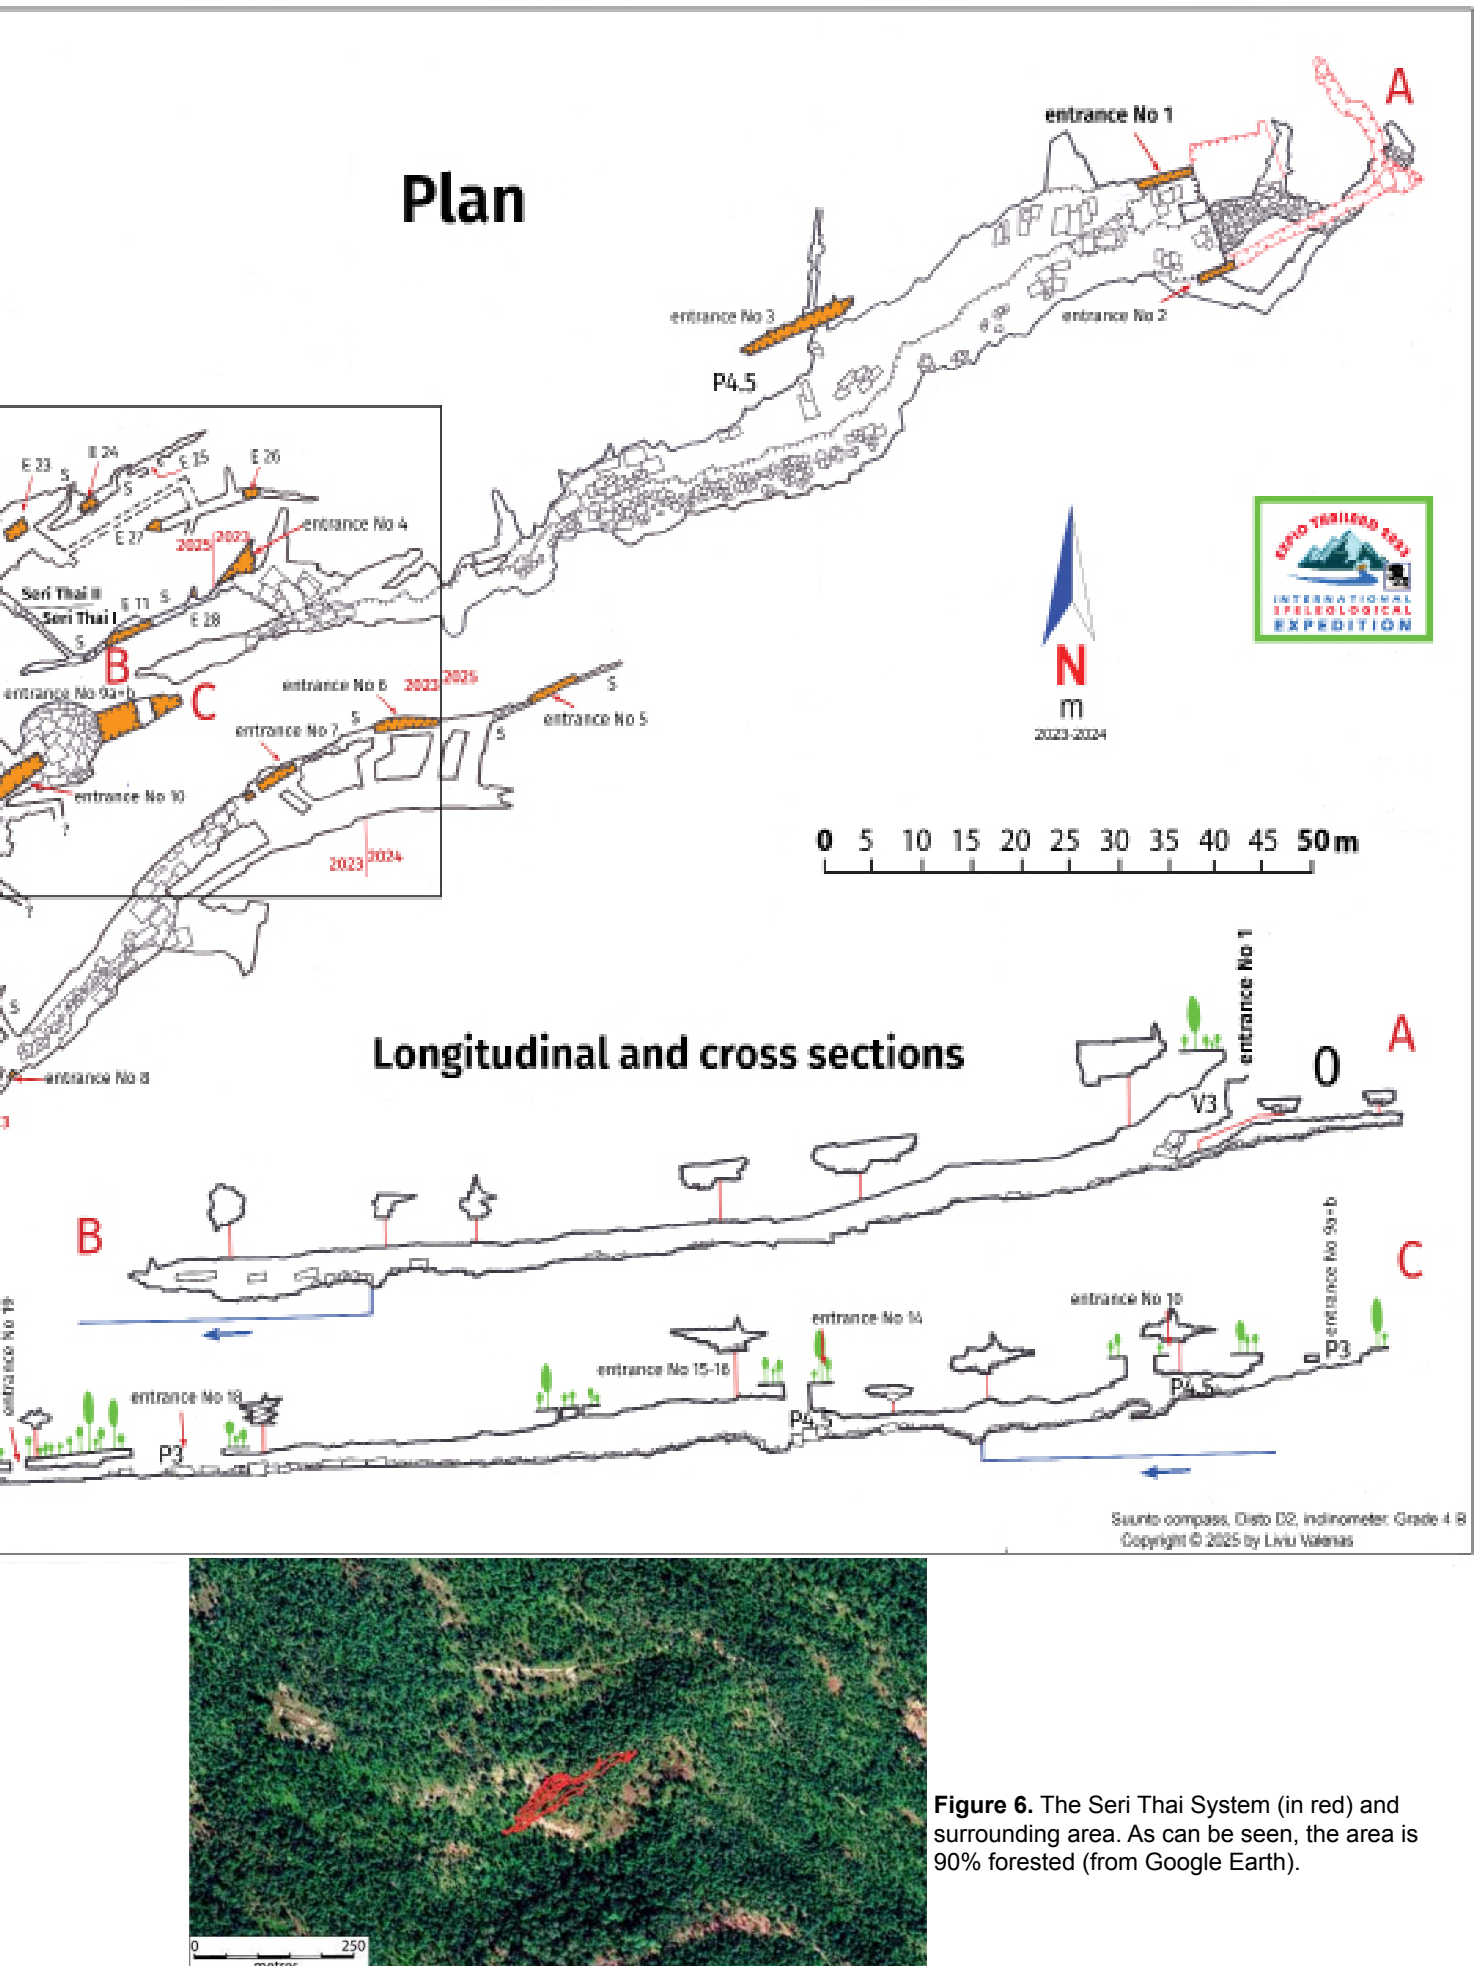 A
entrance No 1
Plan
entrance No 3
entrance No 2
P4.5
E 23
S
E 24
E 25
S
E 26
E 27
entrance No 4
2025
2023
Seri Thai II
Seri Thai I
E 11
S
E 28
S
B
entrance No 9a+b
C
entrance No 6
2023
2025
S
entrance No 7
S
entrance No 5
S
entrance No 10
?
2023
2024
?
S
entrance No 8
EXPEDITION
INTERNATIONAL
SPELEOLOGICAL
N
m
2023-2024
0 5 10 15 20 25 30 35 40 45 50 m
Longitudinal and cross sections
entrance No 1
A
0
V3
B
entrance No 9a+b
C
P3
entrance No 10
P4.5
entrance No 14
entrance No 15-16
P4.5
entrance No 18
P3
entrance No 19
Suunto compass, Disto D2, inclinometer. Grade 4 B
Copyright © 2025 by Liviu Valenas
0 250
metres
Figure 6. The Seri Thai System (in red) and
surrounding area. As can be seen, the area is
90% forested (from Google Earth).